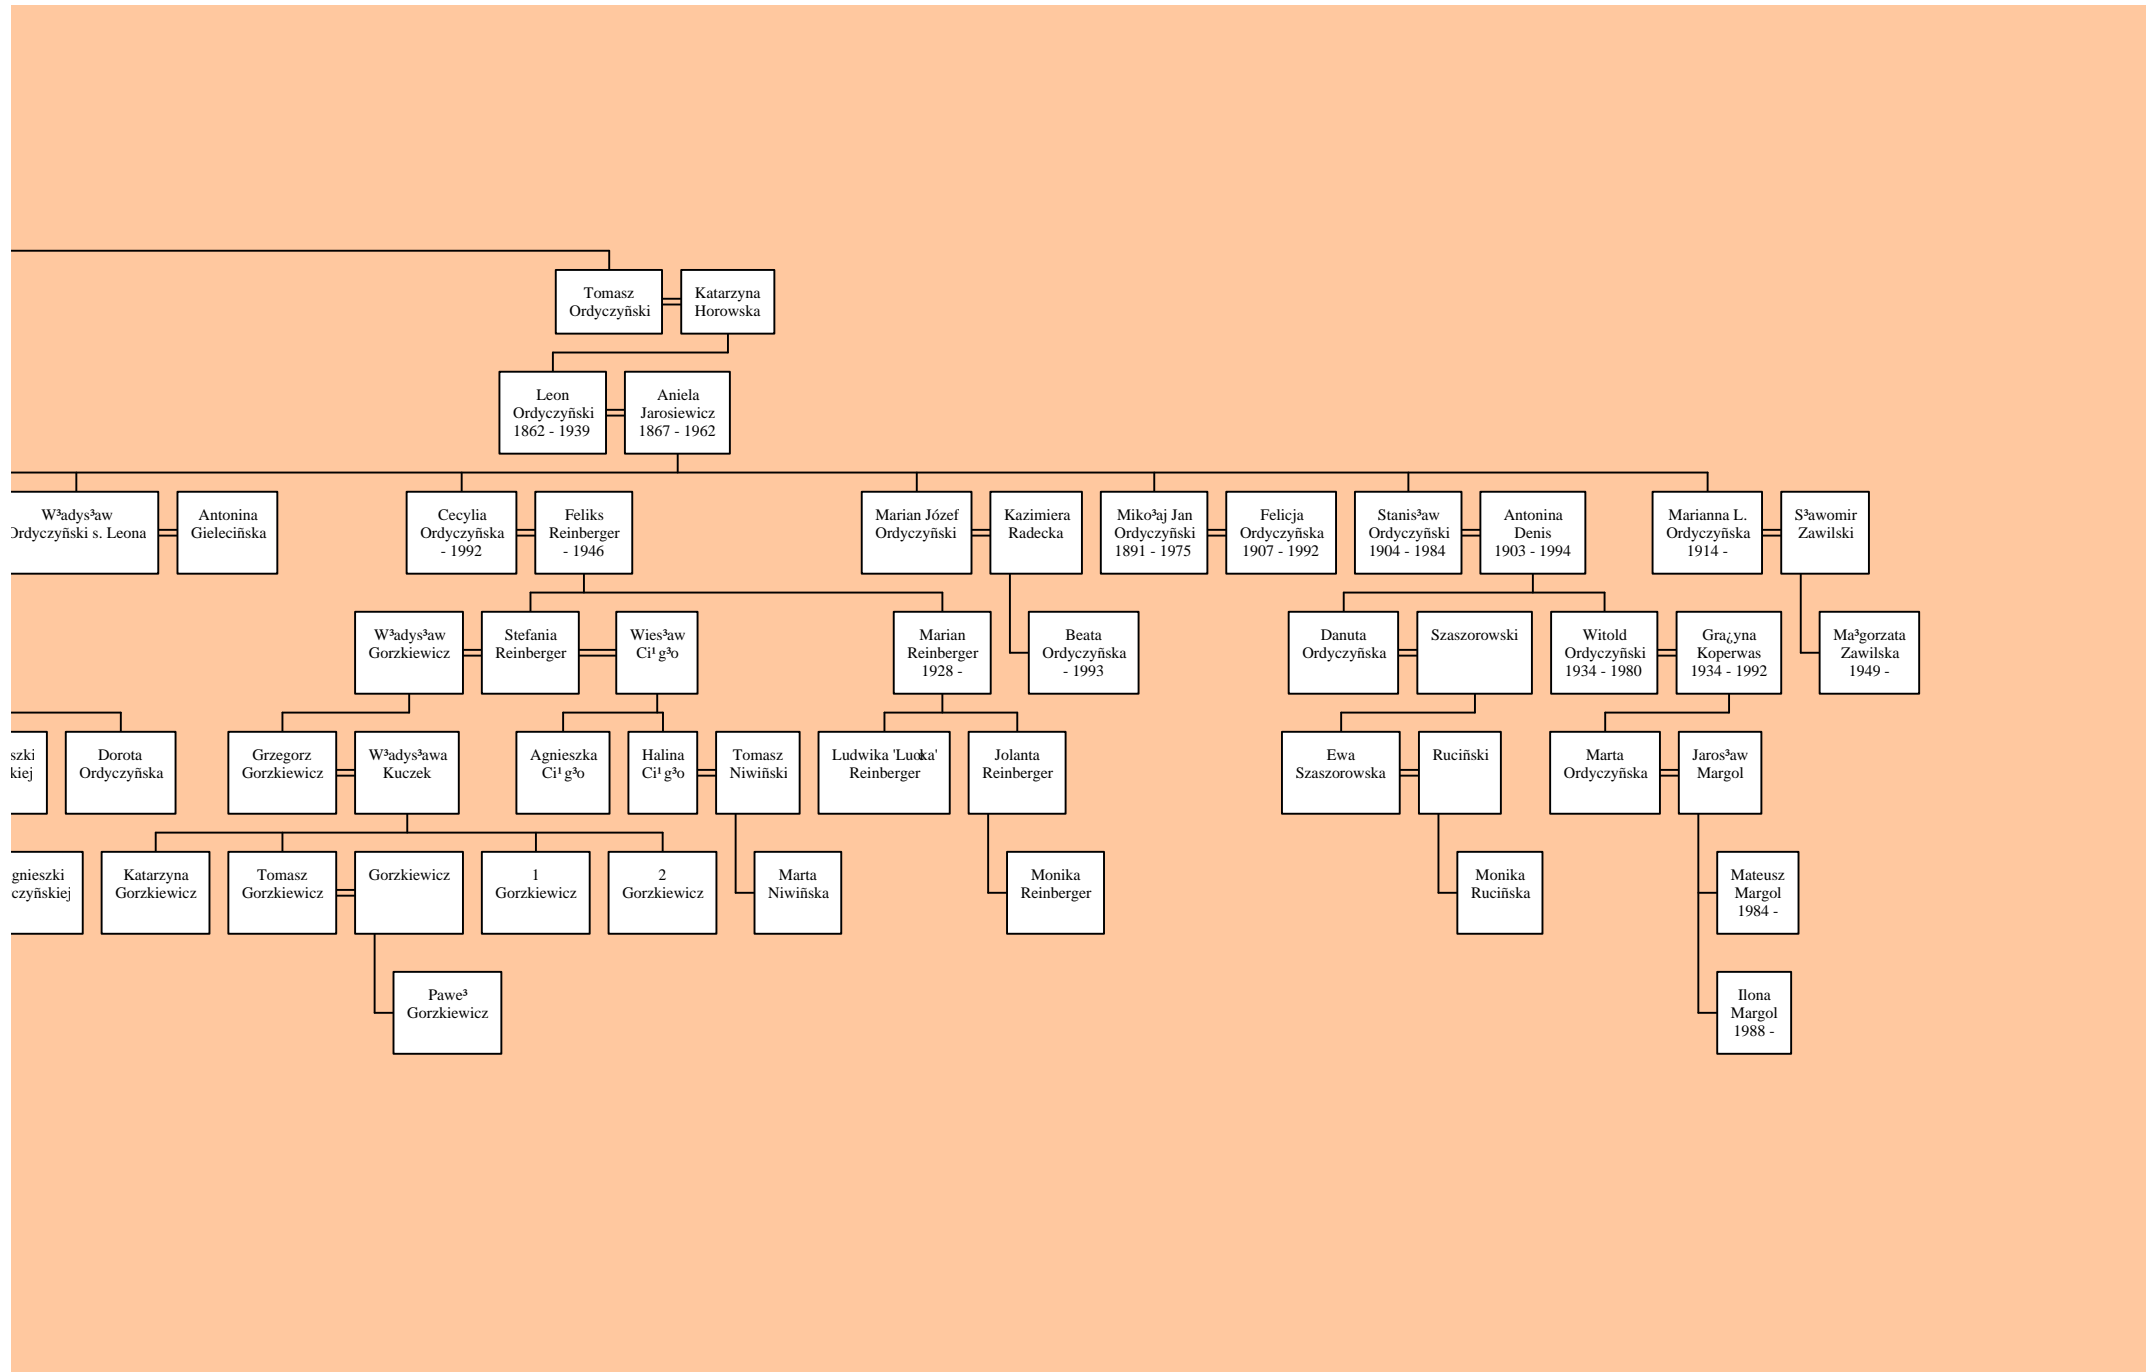 Tomasz
Ordyczyñski
Katarzyna
Horowska
Leon
Ordyczyñski
1862 - 1939
Aniela
Jarosiewicz
1867 - 1962
W³adys³aw
Ordyczyñski s. Leona
Antonina
Gielecińska
Cecylia
Ordyczyñska
- 1992
Feliks
Reinberger
- 1946
Marian Józef
Ordyczyñski
Kazimiera
Radecka
Miko³aj Jan
Ordyczyñski
1891 - 1975
Felicja
Ordyczyñska
1907 - 1992
Stanis³aw
Ordyczyñski
1904 - 1984
Antonina
Denis
1903 - 1994
Marianna L.
Ordyczyñska
1914 -
S³awomir
Zawilski
W³adys³aw
Gorzkiewicz
Stefania
Reinberger
Wies³aw
Ci¹g³o
Marian
Reinberger
1928 -
Beata
Ordyczyñska
- 1993
Danuta
Ordyczyñska
Szaszorowski
Witold
Ordyczyñski
1934 - 1980
Gra¿yna
Koperwas
1934 - 1992
Ma³gorzata
Zawilska
1949 -
szki
kiej
Dorota
Ordyczyñska
Grzegorz
Gorzkiewicz
W³adys³awa
Kuczek
Agnieszka
Ci¹g³o
Halina
Ci¹g³o
Tomasz
Niwiñski
Ludwika
Reinberger
Jolanta
Reinberger
Ewa
Szaszorowska
Ruciñski
Marta
Ordyczyñska
Jaros³aw
Margol
gnieszki
czyñskiej
Katarzyna
Gorzkiewicz
Tomasz
Gorzkiewicz
Gorzkiewicz
1
Gorzkiewicz
2
Gorzkiewicz
Marta
Niwiñska
Monika
Reinberger
Monika
Ruciñska
Mateusz
Margol
1984 -
Pawe³
Gorzkiewicz
Ilona
Margol
1988 -